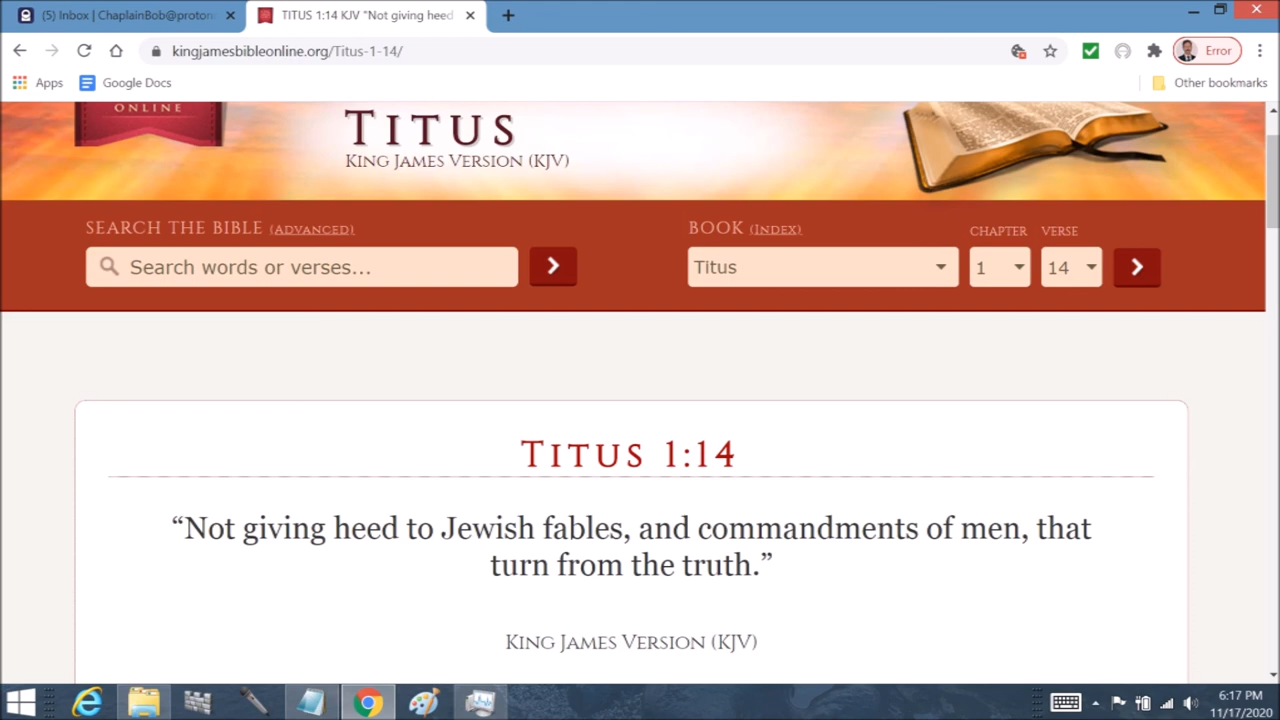 (5) Inbox | ChaplainBob@proton
TITUS 1:14 KJV "Not giving heed
kingjamesbibleonline.org/Titus-1-14/
Error
Apps
Google Docs
Other bookmarks
ONLINE
TITUS
KING JAMES VERSION (KJV)
SEARCH THE BIBLE (ADVANCED)
BOOK (INDEX)
CHAPTER
VERSE
Search words or verses...
Titus
1
14
TITUS 1:14
“Not giving heed to Jewish fables, and commandments of men, that
turn from the truth.”
KING JAMES VERSION (KJV)
6:17 PM
11/17/2020